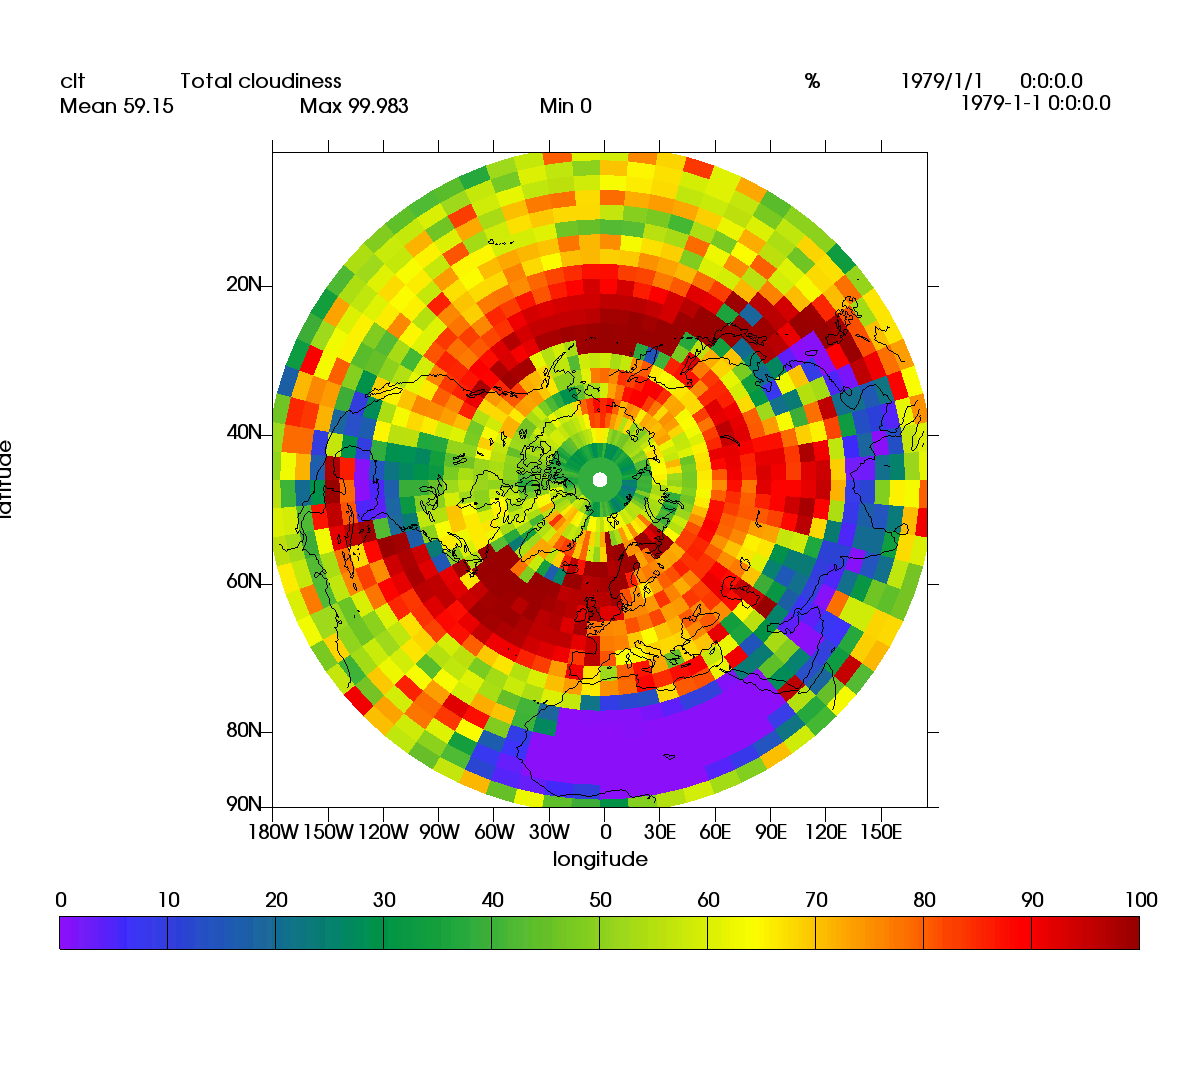 clt Total cloudiness % 1979/1/1 0:0:0.0
Mean 59.15 Max 99.983 Min 0 1979-1-1 0:0:0.0
20N
40N
latitude
60N
80N
90N
180W 150W 120W 90W 60W 30W 0 30E 60E 90E 120E 150E
longitude
0 10 20 30 40 50 60 70 80 90 100